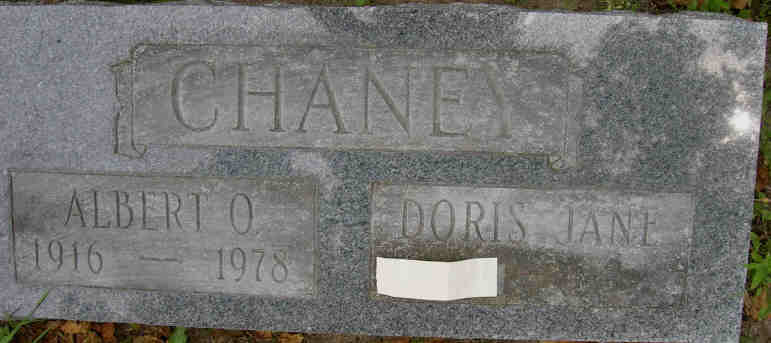 CHANEY
ALBERT O
1916 — 1978
DORIS JANE